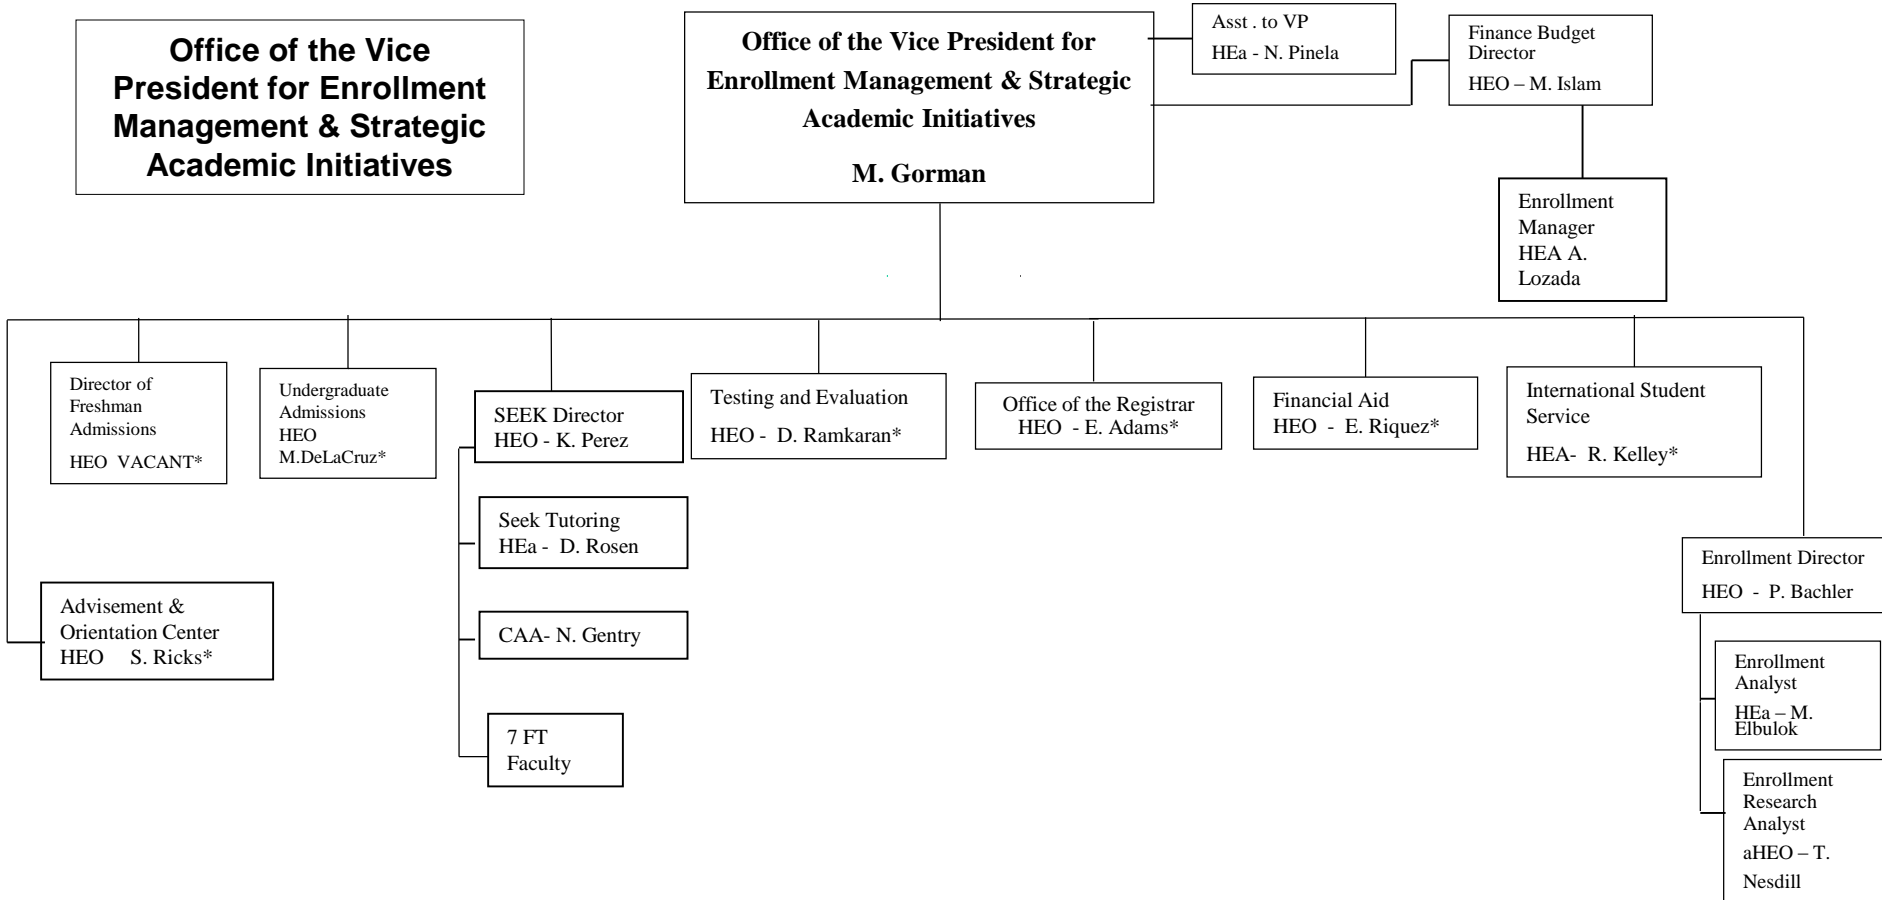 Office of the Vice
President for Enrollment
Management & Strategic
Academic Initiatives
Office of the Vice President for
Enrollment Management & Strategic
Academic Initiatives
M. Gorman
Asst . to VP
HEa - N. Pinela
Finance Budget
Director
HEO – M. Islam
Enrollment
Manager
HEA A.
Lozada
Director of
Freshman
Admissions
HEO VACANT*
Undergraduate
Admissions
HEO
M.DeLaCruz*
SEEK Director
HEO - K. Perez
Testing and Evaluation
HEO - D. Ramkaran*
Office of the Registrar
HEO - E. Adams*
Financial Aid
HEO - E. Riquez*
International Student
Service
HEA- R. Kelley*
Seek Tutoring
HEa - D. Rosen
CAA- N. Gentry
7 FT
Faculty
Advisement &
Orientation Center
HEO S. Ricks*
Enrollment Director
HEO - P. Bachler
Enrollment
Analyst
HEa – M.
Elbulok
Enrollment
Research
Analyst
aHEO – T.
Nesdill